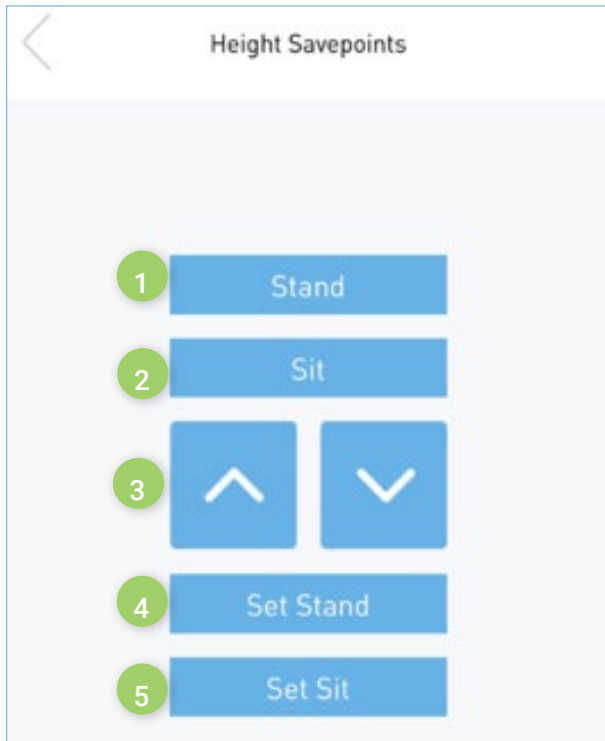 Height Savepoints
1 Stand
2 Sit
3
4 Set Stand
5 Set Sit